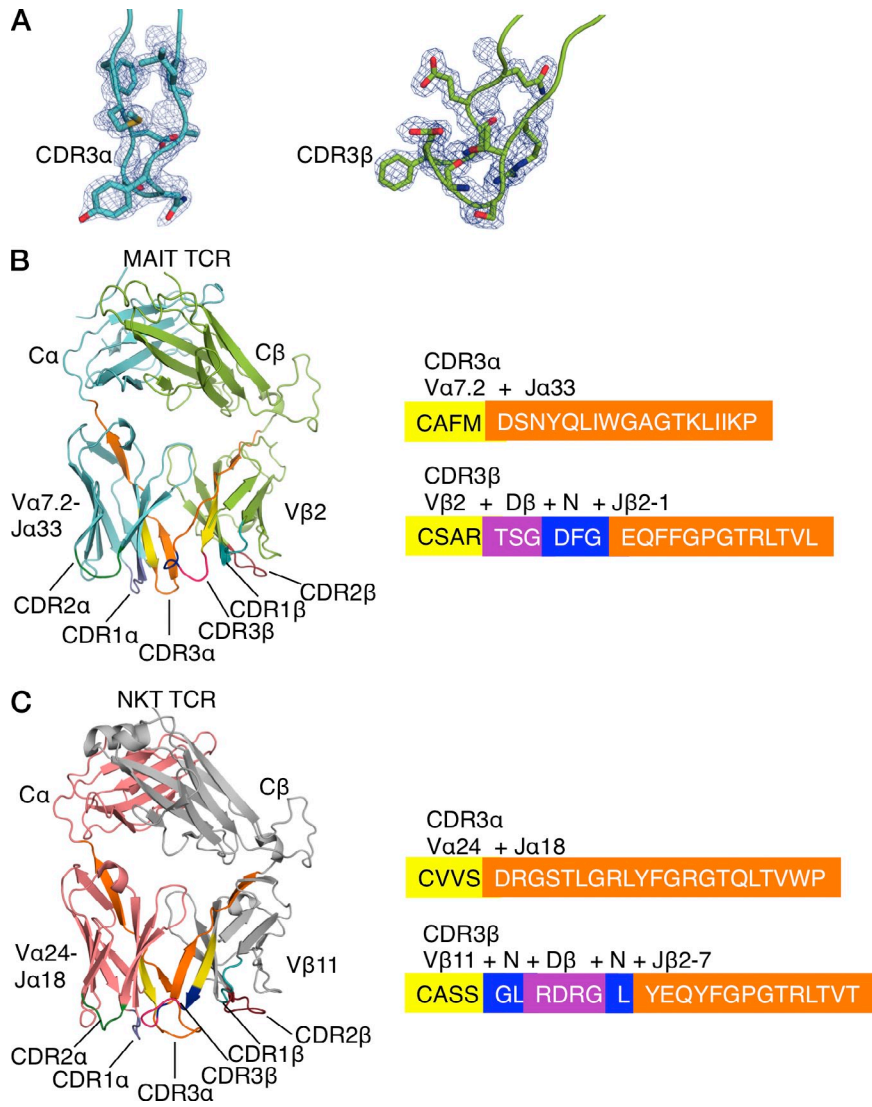 A
CDR3α
CDR3β
B
MAIT TCR
Cα
Cβ
Vα7.2-
Jα33
Vβ2
CDR2α
CDR1α
CDR3α
CDR3β
CDR1β
CDR2β
CDR3α
Vα7.2 + Jα33
CAFM DSNYQLIWGAGTKLIIKP
CDR3β
Vβ2 + Dβ + N + Jβ2-1
CSAR TSG DFG EQFFGPGTRLTVL
C
NKT TCR
Cα
Cβ
Vα24-
Jα18
Vβ11
CDR2α
CDR1α
CDR3α
CDR3β
CDR1β
CDR2β
CDR3α
Vα24 + Jα18
CVVS DRGSTLGRLYFGRGTQLTVWP
CDR3β
Vβ11 + N + Dβ + N + Jβ2-7
CASS GL RDRG L YEQYFGPGTRLTVT